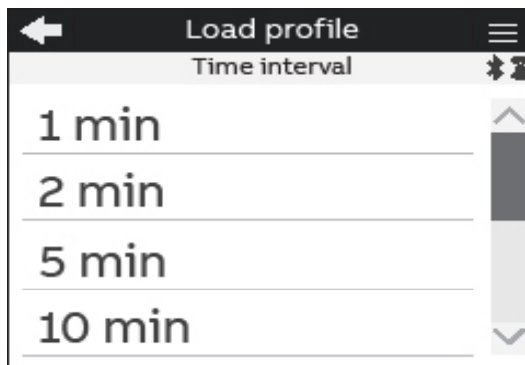 Load profile
Time interval
1 min
2 min
5 min
10 min